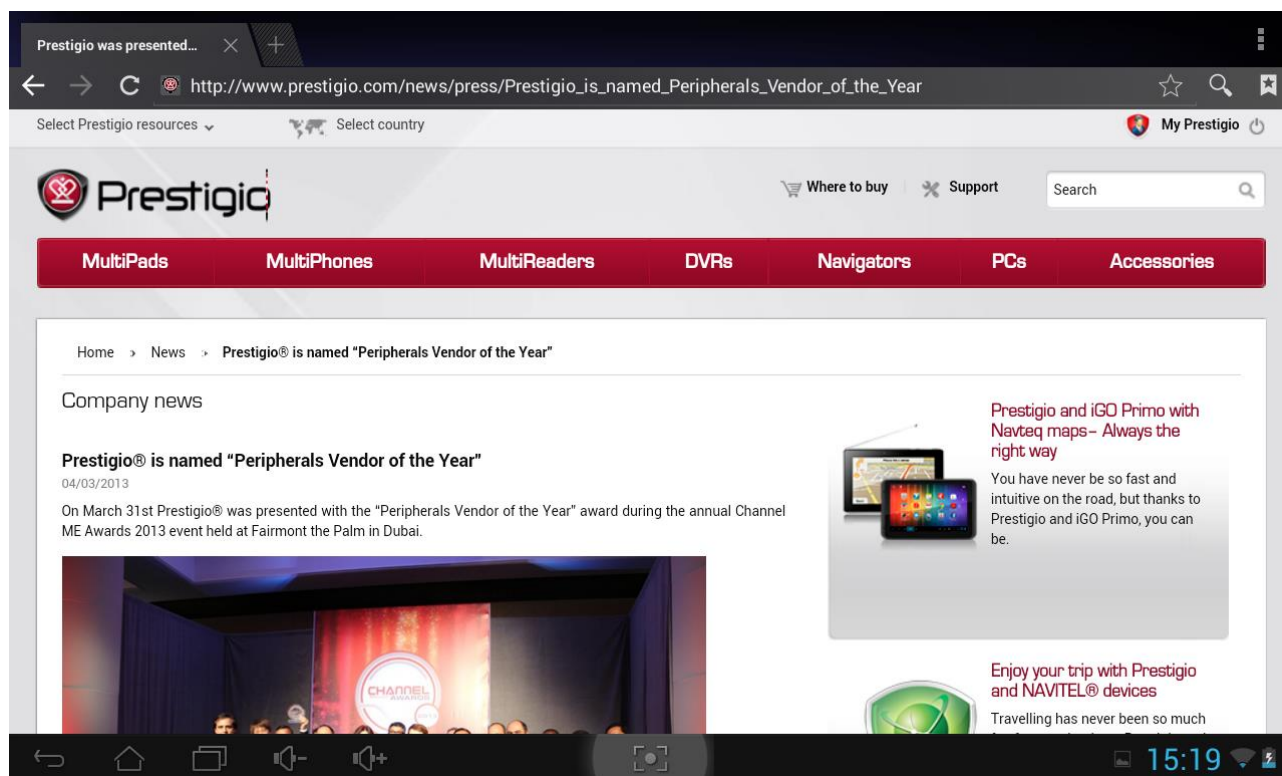 Prestigio was presented...
http://www.prestigio.com/news/press/Prestigio_is_named_Peripherals_Vendor_of_the_Year
Select Prestigio resources
Select country
My Prestigio
Prestigio
Where to buy
Support
Search
MultiPads MultiPhones MultiReaders DVRs Navigators PCs Accessories
Home › News › Prestigio® is named “Peripherals Vendor of the Year”
Company news
Prestigio® is named “Peripherals Vendor of the Year”
04/03/2013
On March 31st Prestigio® was presented with the “Peripherals Vendor of the Year” award during the annual Channel
ME Awards 2013 event held at Fairmont the Palm in Dubai.
CHANNEL
AWARDS
Prestigio and iGO Primo with
Navteq maps– Always the
right way
You have never be so fast and
intuitive on the road, but thanks to
Prestigio and iGO Primo, you can
be.
Enjoy your trip with Prestigio
and NAVITEL® devices
Travelling has never been so much
15:19